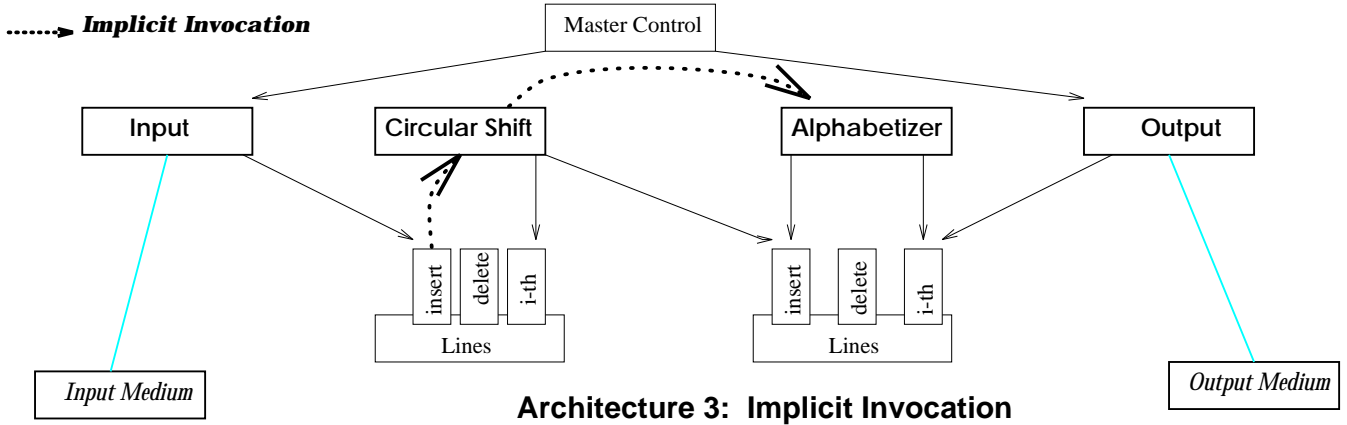 Implicit Invocation
Master Control
Input
Circular Shift
Alphabetizer
Output
insert
delete
i-th
insert
delete
i-th
Lines
Lines
Input Medium
Output Medium
Architecture 3: Implicit Invocation